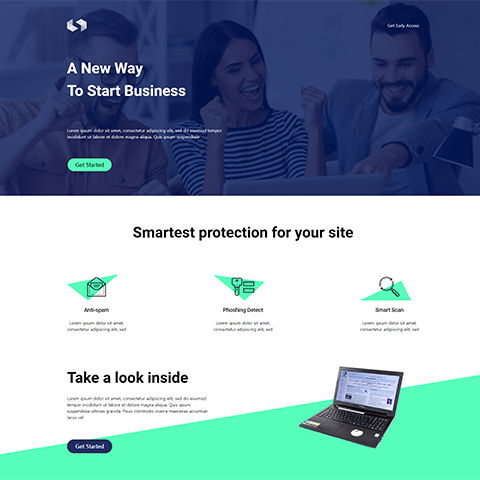 Get Early Access
A New Way
To Start Business
Lorem ipsum dolor sit amet, consectetur adipiscing elit, sed do eiusmod tempor
incididunt ut labore et dolore magna aliqua. Quis ipsum suspendisse
Get Started
Smartest protection for your site
Anti-spam
Phoshing Detect
Smart Scan
Lorem ipsum dolor sit amet,
consectetur adipiscing elit, sed
Lorem ipsum dolor sit amet,
consectetur adipiscing elit, sed
Lorem ipsum dolor sit amet,
consectetur adipiscing elit, sed
Take a look inside
Lorem ipsum dolor sit amet, consectetur adipiscing elit, sed do
eiusmod tempor incididunt ut labore et dolore magna aliqua. Quis ipsum
suspendisse ultrices gravida. Risus commodo viverra maecenas accumsan
lacus vel
Get Started